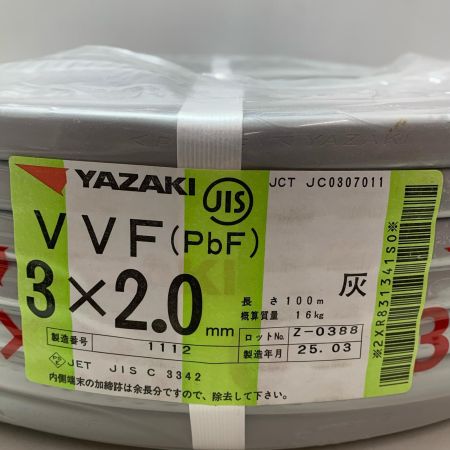 YAZAKI JIS JCT JC0307011
VVF(PbF)
3×2.0mm
灰
長さ 100m
概算質量 16kg
製造番号 1112 ロットNo. Z-0388
製造年月 25.03
PSE JET JIS C 3342
内側端末の加締跡は余長分ですので、除去して下さい。
※2XR831341S0※